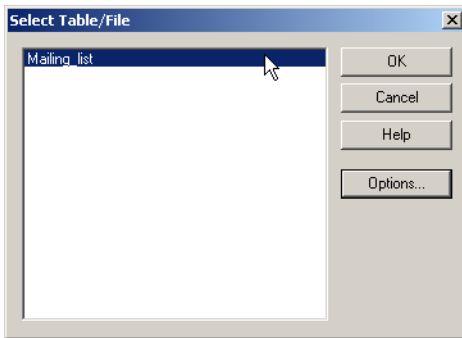 Select Table/File
Mailing_list
OK
Cancel
Help
Options...